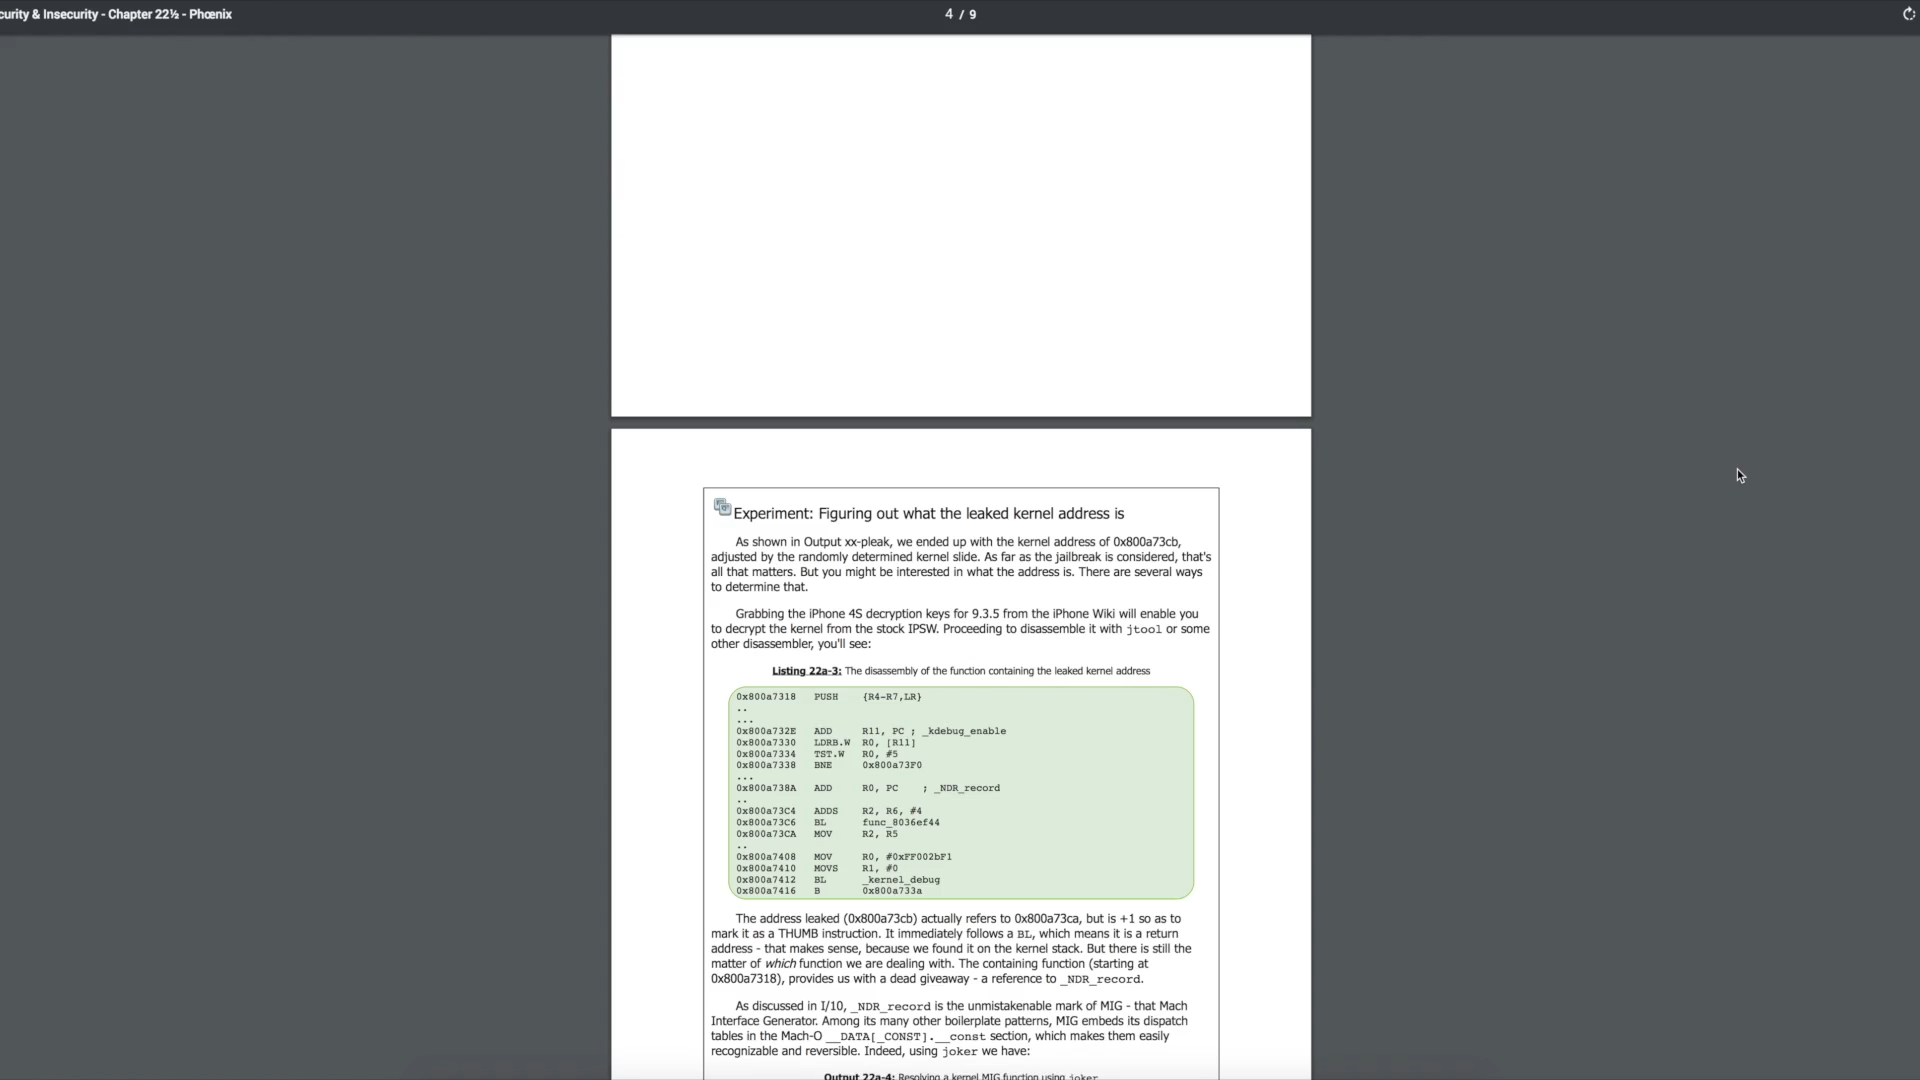 curity & Insecurity - Chapter 22½ - Phœnix
4 / 9
Experiment: Figuring out what the leaked kernel address is
As shown in Output xx-pleak, we ended up with the kernel address of 0x800a73cb,
adjusted by the randomly determined kernel slide. As far as the jailbreak is considered, that's
all that matters. But you might be interested in what the address is. There are several ways
to determine that.
Grabbing the iPhone 4S decryption keys for 9.3.5 from the iPhone Wiki will enable you
to decrypt the kernel from the stock IPSW. Proceeding to disassemble it with jtool or some
other disassembler, you'll see:
Listing 22a-3: The disassembly of the function containing the leaked kernel address
0x800a7318 PUSH {R4-R7,LR}
..
...
0x800a732E ADD R11, PC ; _kdebug_enable
0x800a7330 LDRB.W R0, [R11]
0x800a7334 TST.W R0, #5
0x800a7338 BNE 0x800a73F0
...
0x800a738A ADD R0, PC ; _NDR_record
..
0x800a73C4 ADDS R2, R6, #4
0x800a73C6 BL func_8036ef44
0x800a73CA MOV R2, R5
..
0x800a7408 MOV R0, #0xFF002bF1
0x800a7410 MOVS R1, #0
0x800a7412 BL _kernel_debug
0x800a7416 B 0x800a733a
The address leaked (0x800a73cb) actually refers to 0x800a73ca, but is +1 so as to
mark it as a THUMB instruction. It immediately follows a BL, which means it is a return
address - that makes sense, because we found it on the kernel stack. But there is still the
matter of which function we are dealing with. The containing function (starting at
0x800a7318), provides us with a dead giveaway - a reference to _NDR_record.
As discussed in I/10, _NDR_record is the unmistakenable mark of MIG - that Mach
Interface Generator. Among its many other boilerplate patterns, MIG embeds its dispatch
tables in the Mach-O __DATA[_CONST].__const section, which makes them easily
recognizable and reversible. Indeed, using joker we have:
Output 22a-4: Resolving a kernel MIG function using joker